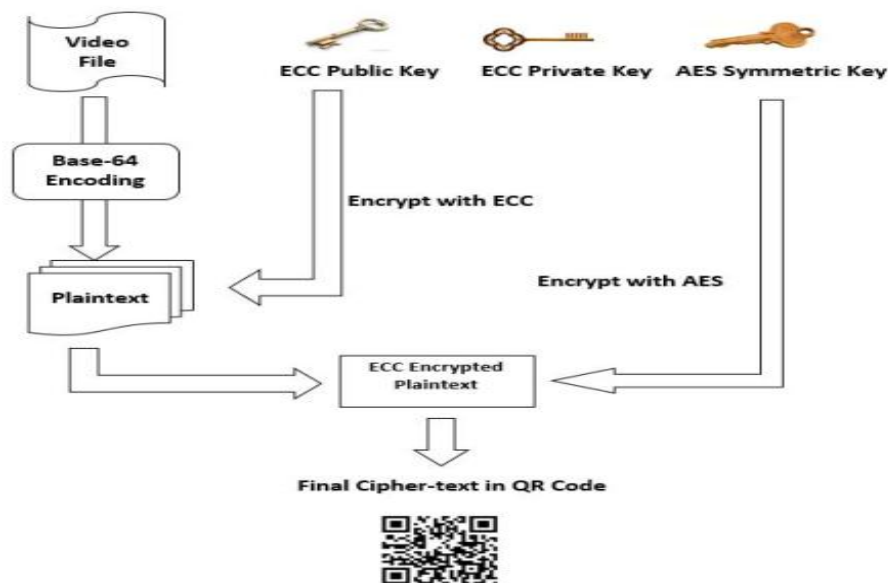 Video
File
ECC Public Key
ECC Private Key
AES Symmetric Key
Base-64
Encoding
Encrypt with ECC
Plaintext
Encrypt with AES
ECC Encrypted
Plaintext
Final Cipher-text in QR Code